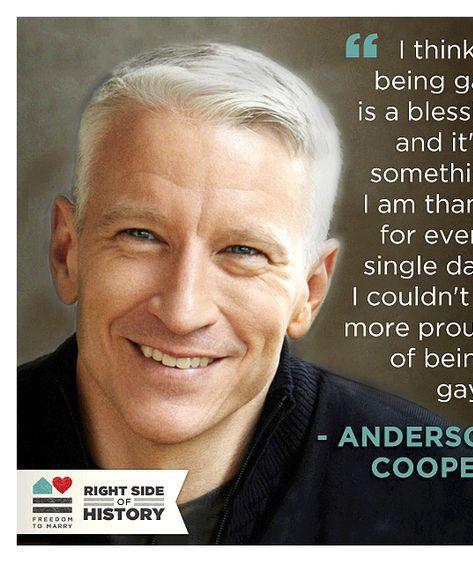 “ I think
being ga
is a bless
and it'
somethi
I am than
for eve
single da
I couldn't
more prou
of bein
gay
- ANDERSO
COOPE
FREEDOM
TO MARRY
RIGHT SIDE
OF
HISTORY